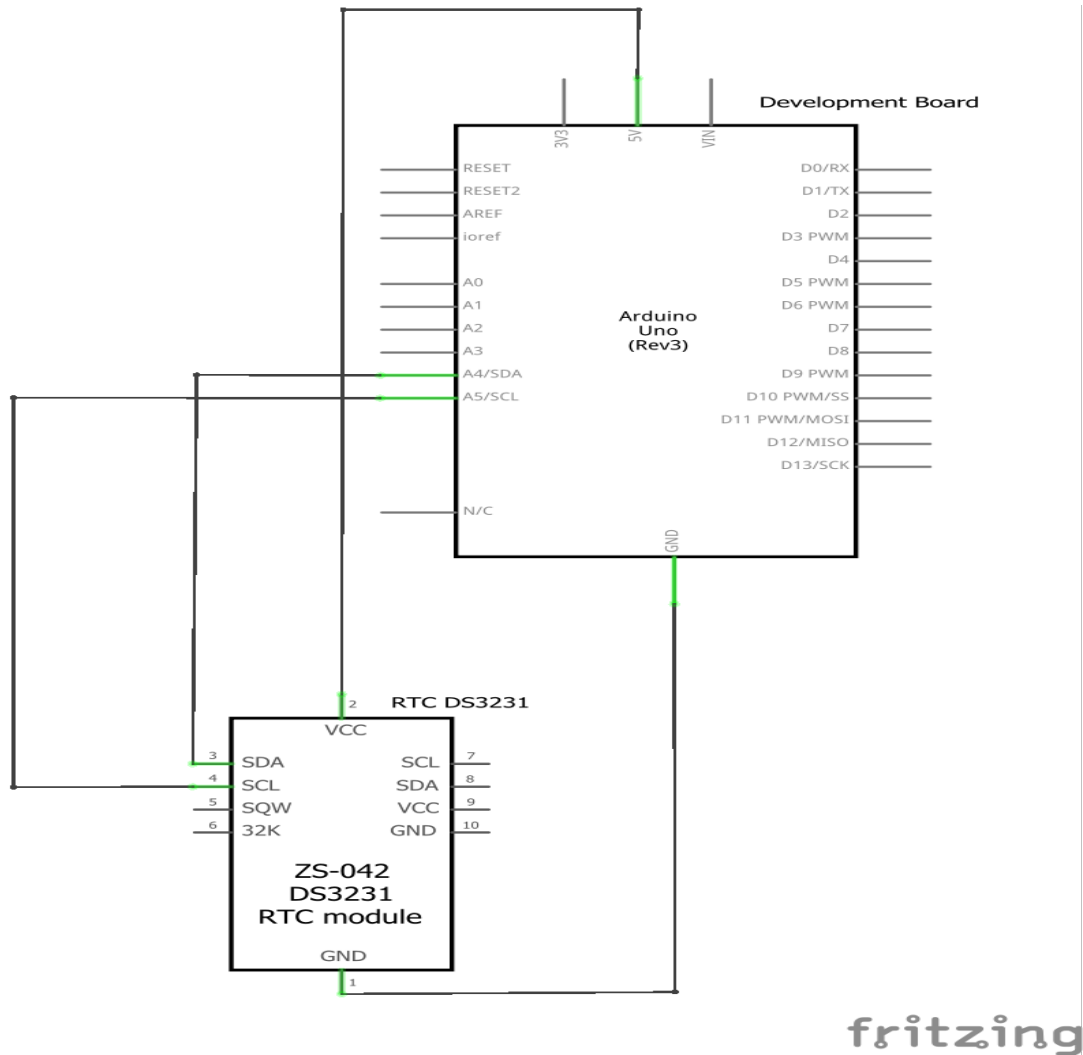 Development Board
3V3
5V
VIN
RESET
RESET2
AREF
ioref
A0
A1
A2
A3
A4/SDA
A5/SCL
N/C
Arduino
Uno
(Rev3)
D0/RX
D1/TX
D2
D3 PWM
D4
D5 PWM
D6 PWM
D7
D8
D9 PWM
D10 PWM/SS
D11 PWM/MOSI
D12/MISO
D13/SCK
GND
RTC DS3231
2
VCC
3 SDA
4 SCL
5 SQW
6 32K
SCL 7
SDA 8
VCC 9
GND 10
ZS-042
DS3231
RTC module
GND
1
fritzing